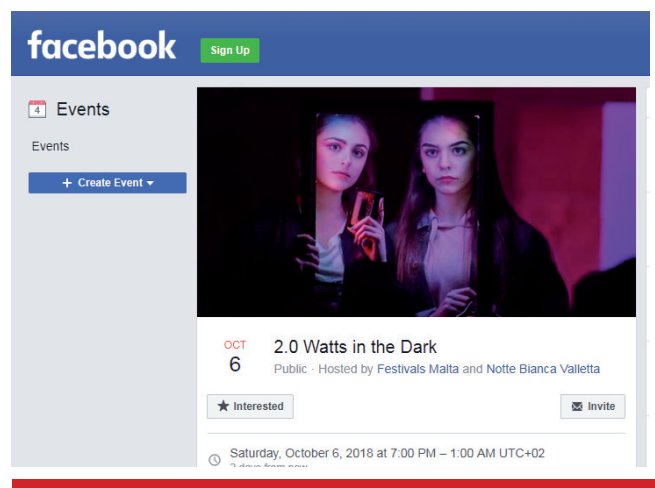 facebook
Sign Up
4
Events
Events
+ Create Event
OCT
6
2.0 Watts in the Dark
Public · Hosted by Festivals Malta and Notte Bianca Valletta
Interested
Invite
Saturday, October 6, 2018 at 7:00 PM – 1:00 AM UTC+02